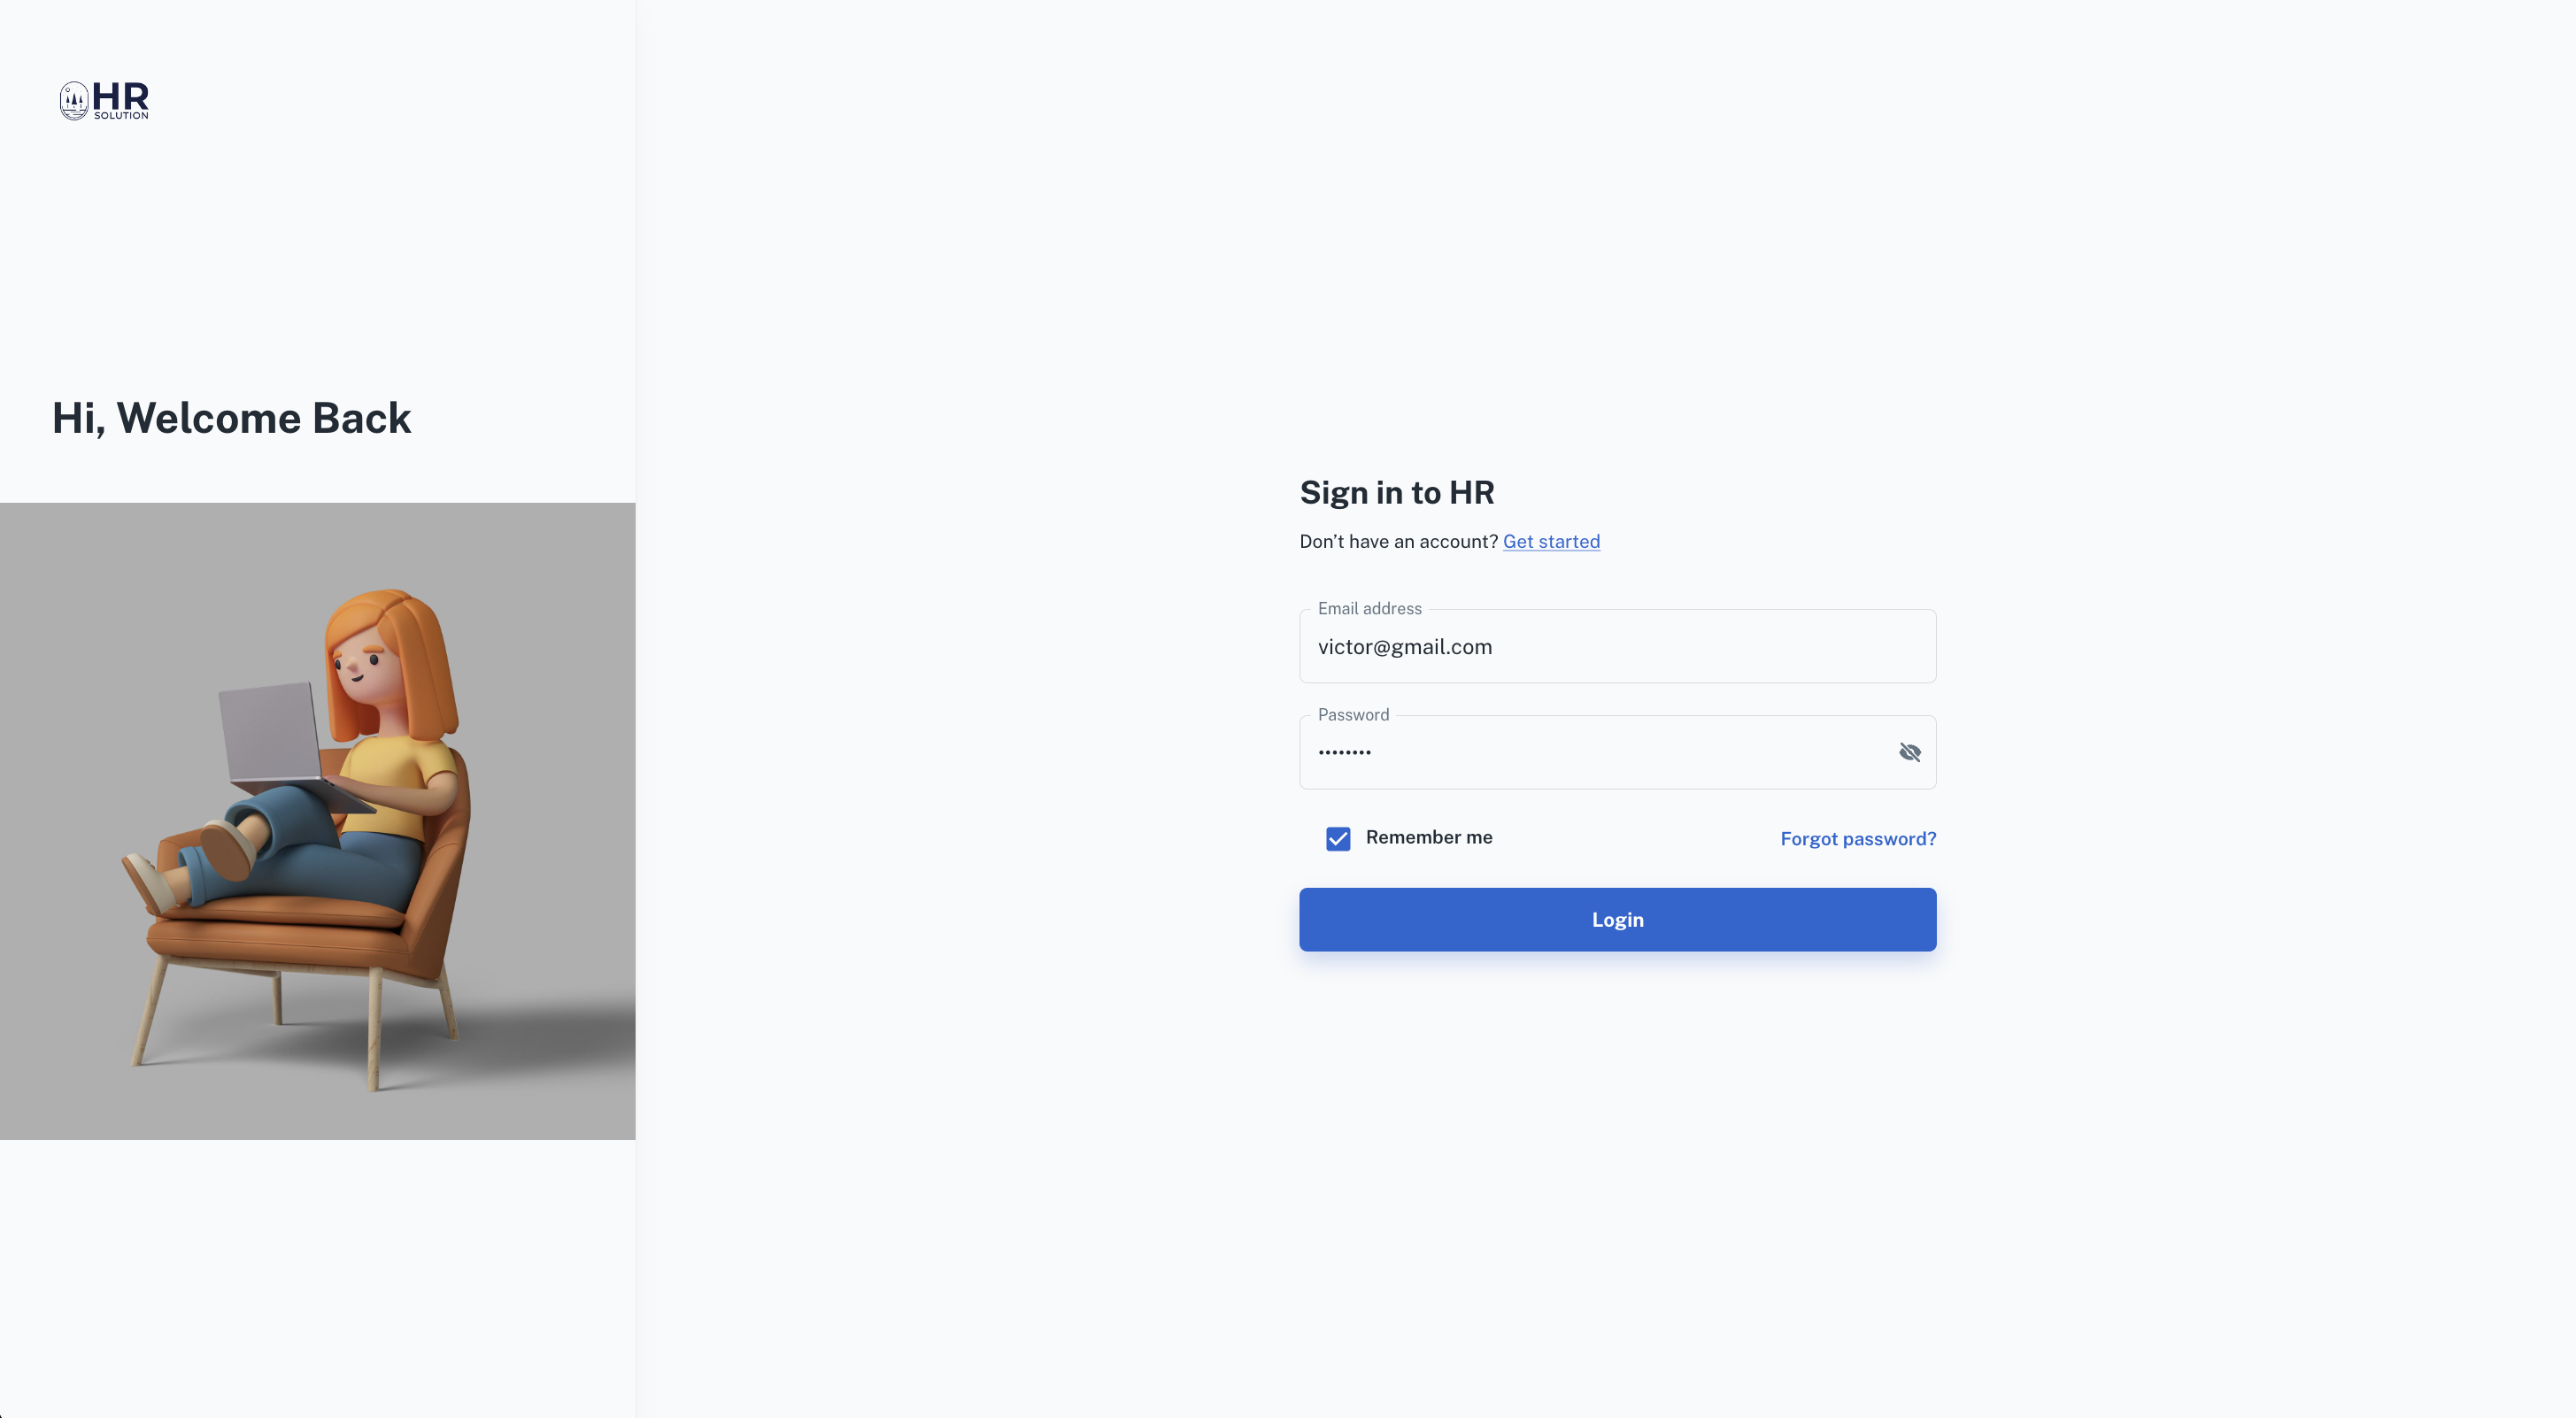 HR
SOLUTION
Hi, Welcome Back
Sign in to HR
Don’t have an account? Get started
Email address
victor@gmail.com
Password
••••••••
Remember me
Forgot password?
Login